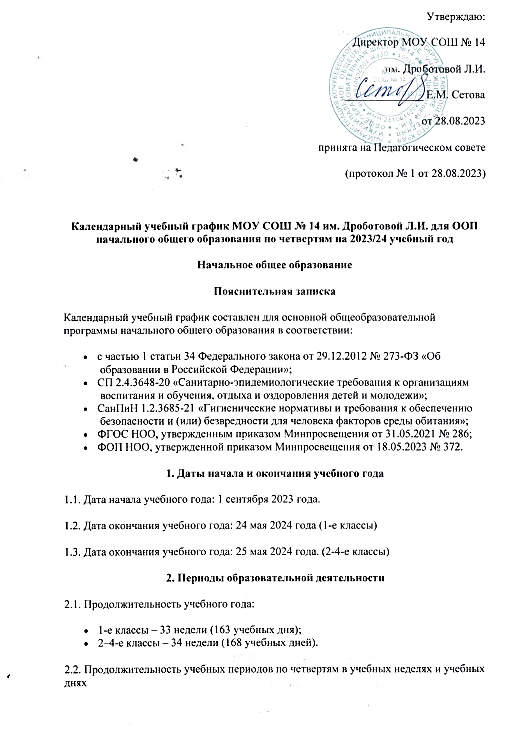 Утверждаю:
Директор МОУ СОШ № 14
им. Дроботовой Л.И.
Е.М. Сетова
от 28.08.2023
принята на Педагогическом совете
(протокол № 1 от 28.08.2023)
Календарный учебный график МОУ СОШ № 14 им. Дроботовой Л.И. для ООП
начального общего образования по четвертям на 2023/24 учебный год
Начальное общее образование
Пояснительная записка
Календарный учебный график составлен для основной общеобразовательной
программы начального общего образования в соответствии:
• с частью 1 статьи 34 Федерального закона от 29.12.2012 № 273-ФЗ «Об
образовании в Российской Федерации»;
• СП 2.4.3648-20 «Санитарно-эпидемиологические требования к организациям
воспитания и обучения, отдыха и оздоровления детей и молодежи»;
• СанПиН 1.2.3685-21 «Гигиенические нормативы и требования к обеспечению
безопасности и (или) безвредности для человека факторов среды обитания»;
• ФГОС НОО, утвержденным приказом Минпросвещения от 31.05.2021 № 286;
• ФОП НОО, утвержденной приказом Минпросвещения от 18.05.2023 № 372.
1. Даты начала и окончания учебного года
1.1. Дата начала учебного года: 1 сентября 2023 года.
1.2. Дата окончания учебного года: 24 мая 2024 года (1-е классы)
1.3. Дата окончания учебного года: 25 мая 2024 года. (2-4-е классы)
2. Периоды образовательной деятельности
2.1. Продолжительность учебного года:
• 1-е классы – 33 недели (163 учебных дня);
• 2–4-е классы – 34 недели (168 учебных дней).
2.2. Продолжительность учебных периодов по четвертям в учебных неделях и учебных
днях